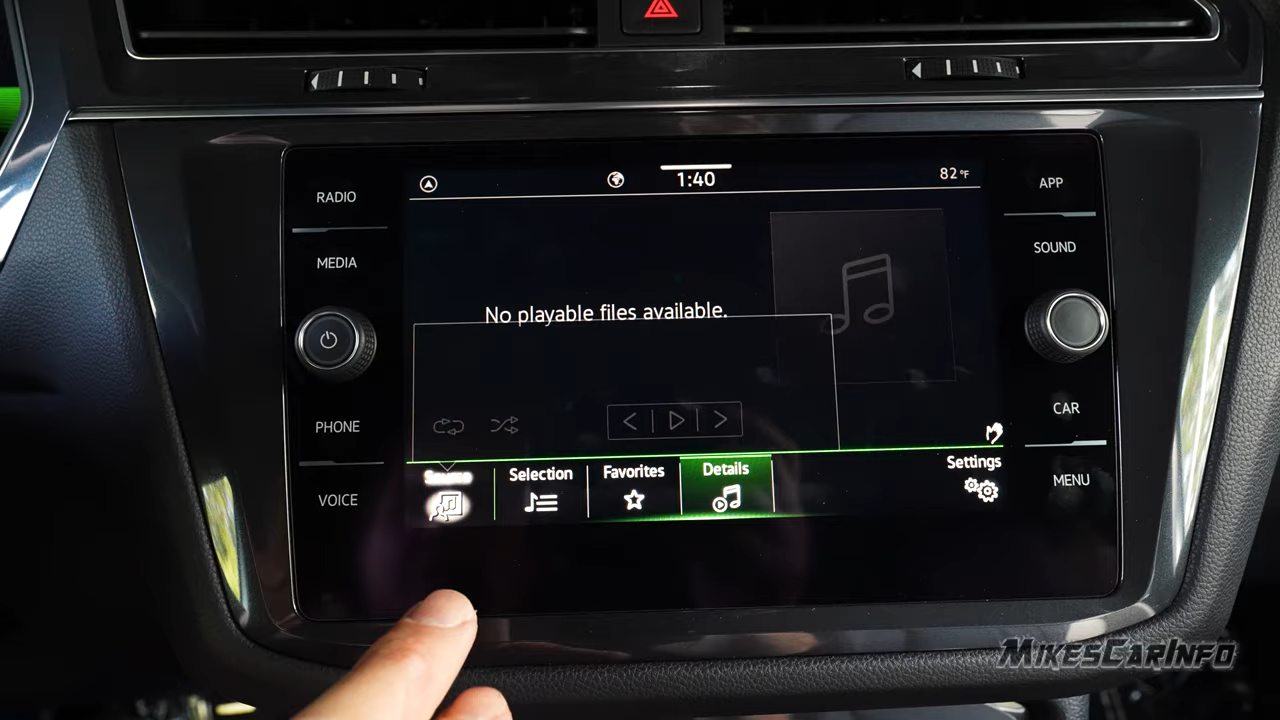 RADIO
MEDIA
PHONE
VOICE
1:40
82°F
No playable files available.
Source
Selection
Favorites
Details
Settings
APP
SOUND
CAR
MENU
MIKESCARINFO